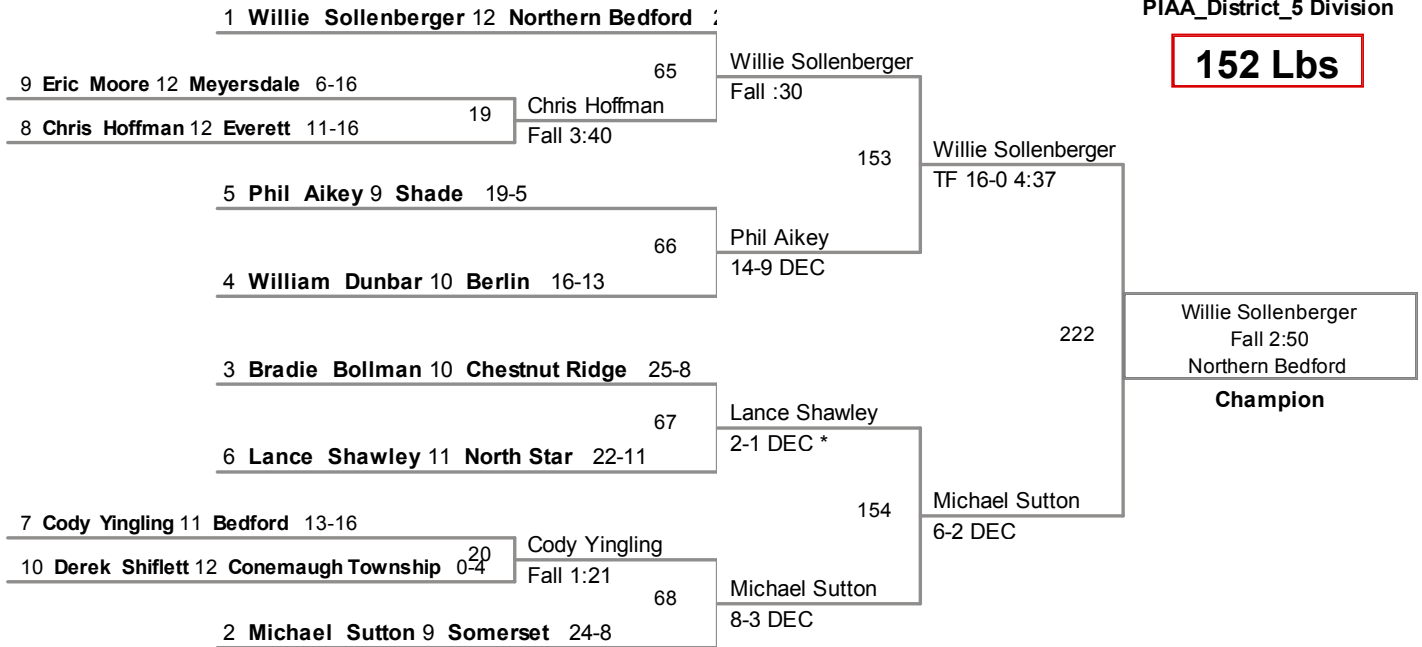 PIAA_District_5 Division
152 Lbs
1 Willie Sollenberger 12 Northern Bedford
9 Eric Moore 12 Meyersdale 6-16
8 Chris Hoffman 12 Everett 11-16
19
Chris Hoffman
Fall 3:40
65
Willie Sollenberger
Fall :30
5 Phil Aikey 9 Shade 19-5
4 William Dunbar 10 Berlin 16-13
66
Phil Aikey
14-9 DEC
153
Willie Sollenberger
TF 16-0 4:37
3 Bradie Bollman 10 Chestnut Ridge 25-8
6 Lance Shawley 11 North Star 22-11
67
Lance Shawley
2-1 DEC *
7 Cody Yingling 11 Bedford 13-16
10 Derek Shiflett 12 Conemaugh Township 0-4
20
Cody Yingling
Fall 1:21
2 Michael Sutton 9 Somerset 24-8
68
Michael Sutton
8-3 DEC
154
Michael Sutton
6-2 DEC
222
Willie Sollenberger
Fall 2:50
Northern Bedford
Champion